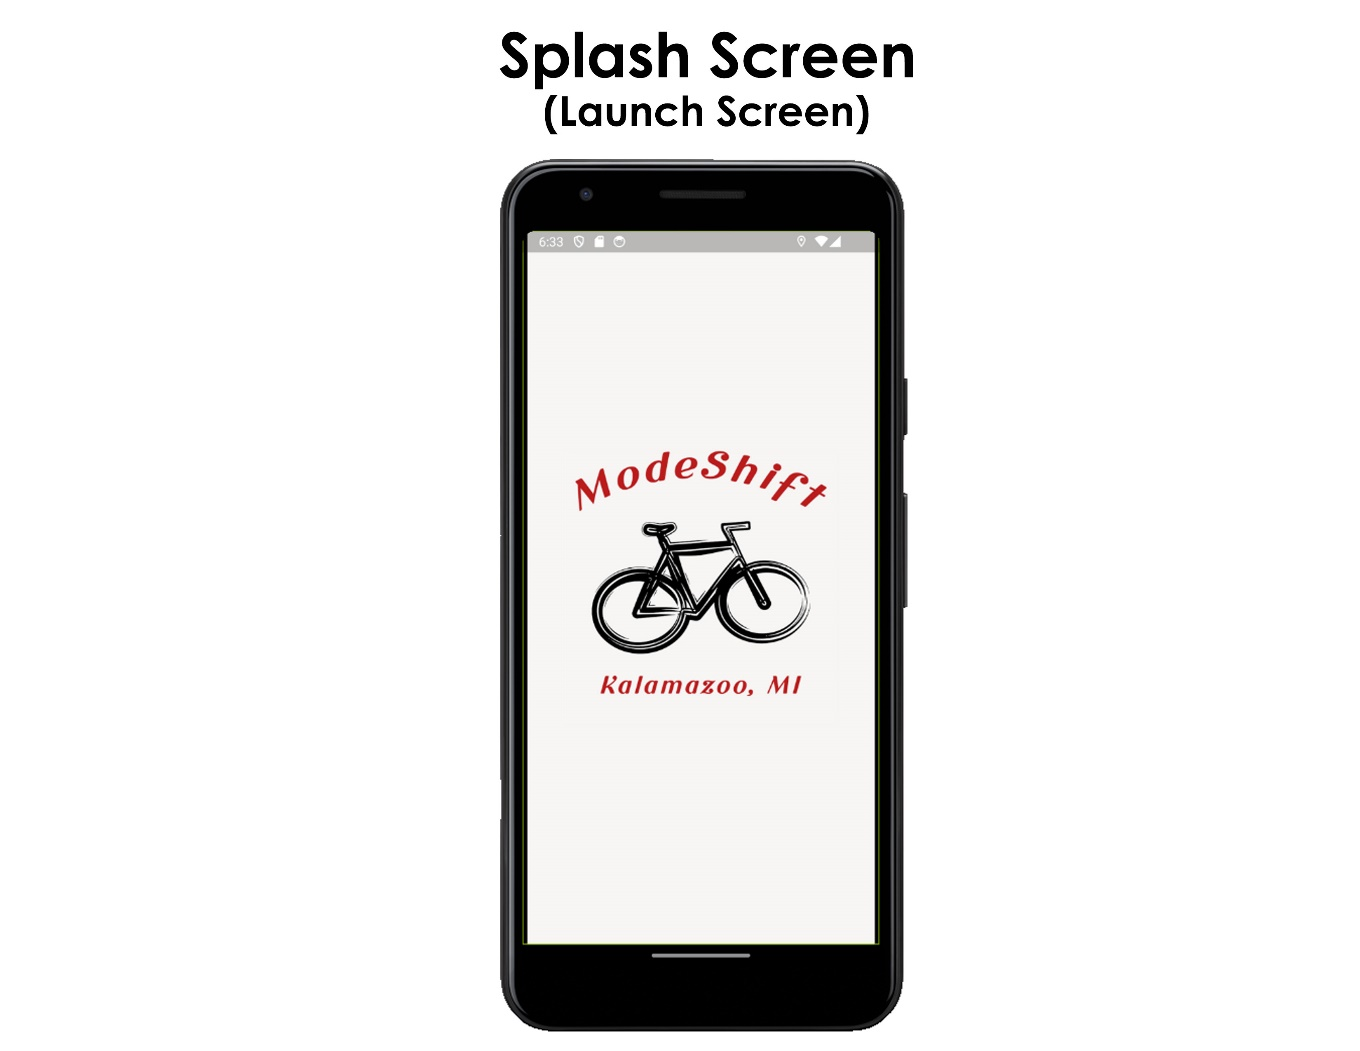 Splash Screen
(Launch Screen)
6:33
ModeShift
Kalamazoo, MI